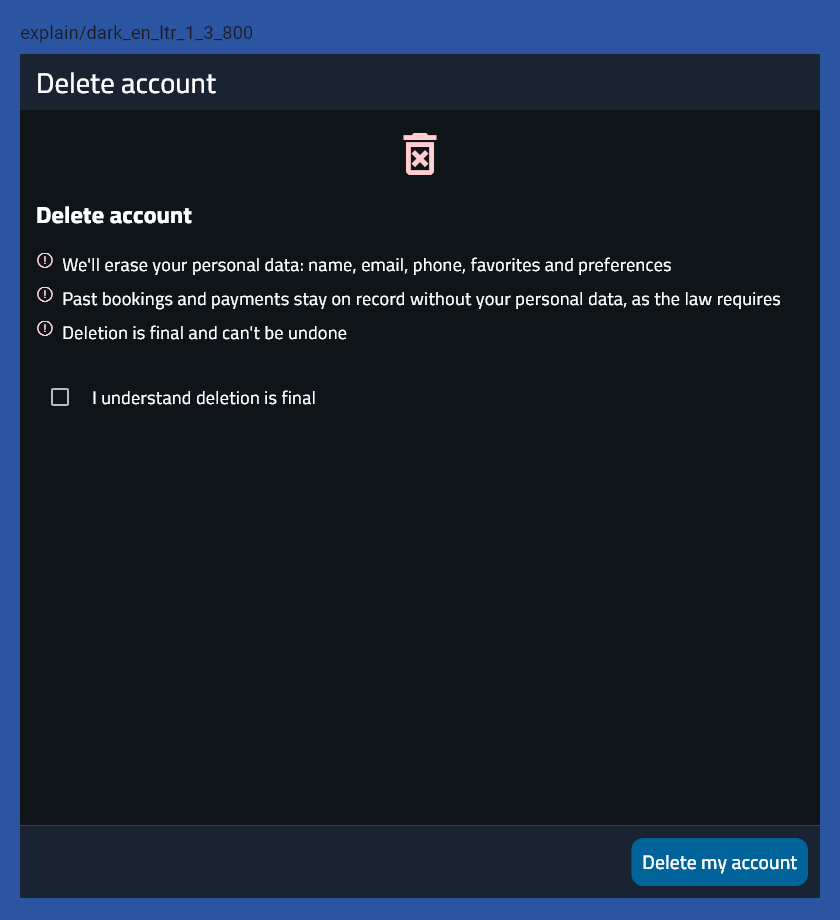 explain/dark_en_ltr_1_3_800
Delete account
Delete account
We'll erase your personal data: name, email, phone, favorites and preferences
Past bookings and payments stay on record without your personal data, as the law requires
Deletion is final and can't be undone
I understand deletion is final
Delete my account